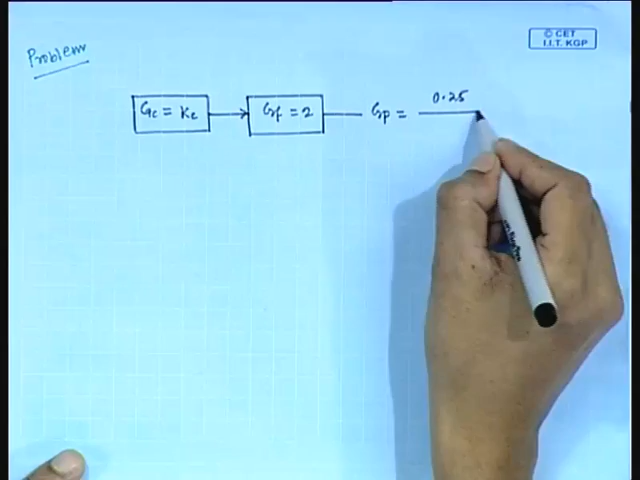 © CET
I.I.T. KGP
Problem
Gc = Kc
Gf = 2
Gp =
0.25